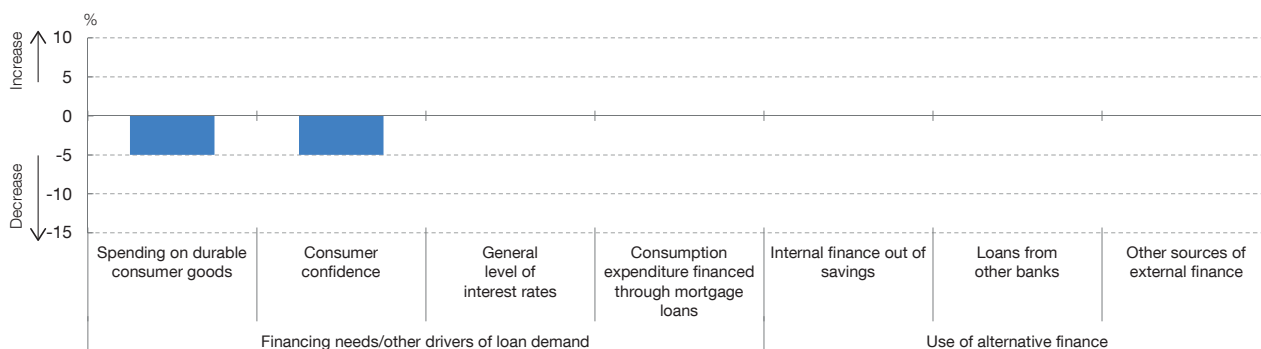 %
Increase
Decrease
10
5
0
-5
-10
-15
Spending on durable
consumer goods
Consumer
confidence
General
level of
interest rates
Consumption
expenditure financed
through mortgage
loans
Internal finance out of
savings
Loans from
other banks
Other sources of
external finance
Financing needs/other drivers of loan demand
Use of alternative finance